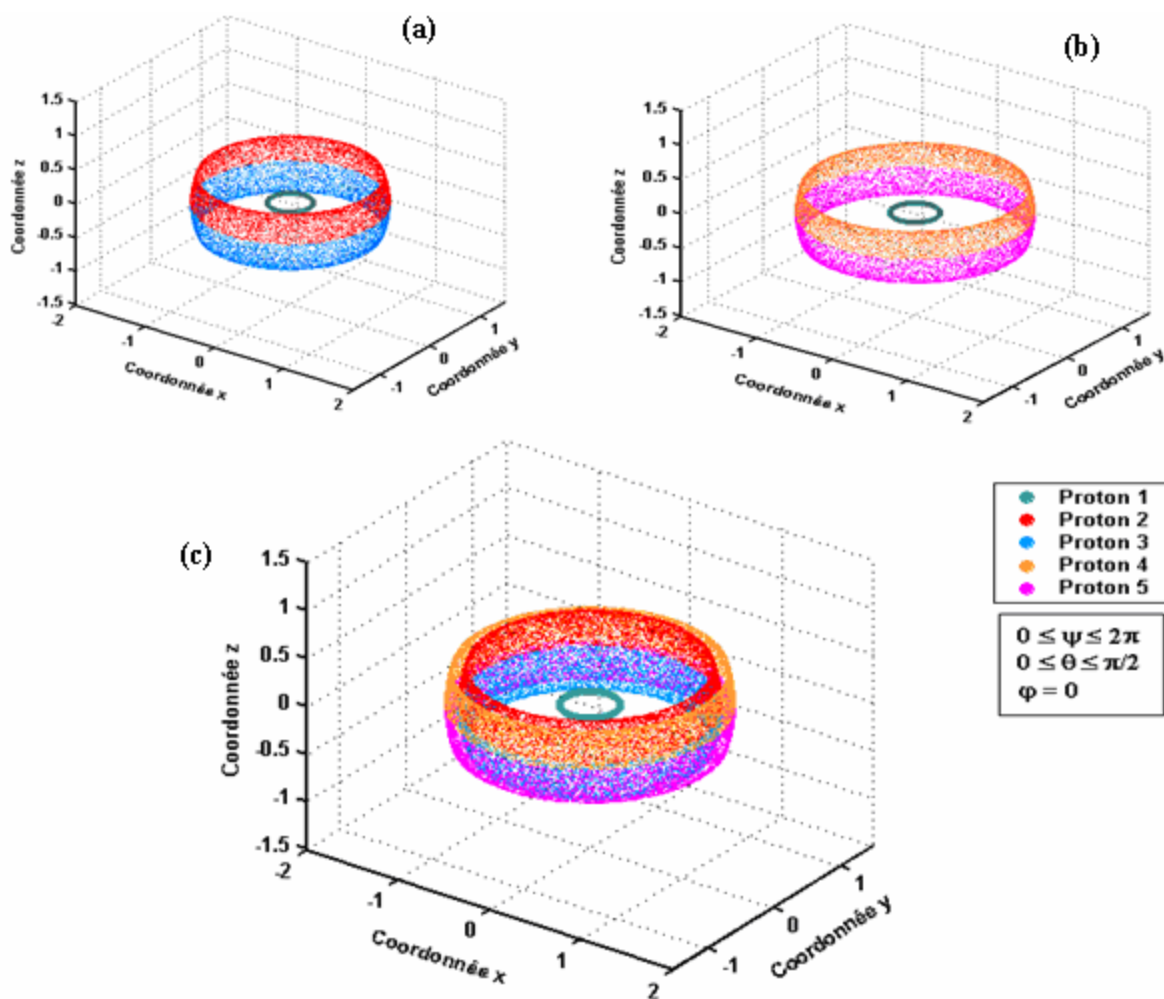 (a)
1.5
1
0.5
0
-0.5
-1
-1.5
Coordonnée z
-2
-1
0
1
2
Coordonnée x
-1
0
1
Coordonnée y
(b)
1.5
1
0.5
0
-0.5
-1
-1.5
Coordonnée z
-2
-1
0
1
2
Coordonnée x
-1
0
1
Coordonnée y
(c)
1.5
1
0.5
0
-0.5
-1
-1.5
Coordonnée z
-2
-1
0
1
2
Coordonnée x
-1
0
1
Coordonnée y
Proton 1
Proton 2
Proton 3
Proton 4
Proton 5
0 ≤ ψ ≤ 2π
0 ≤ θ ≤ π/2
φ = 0